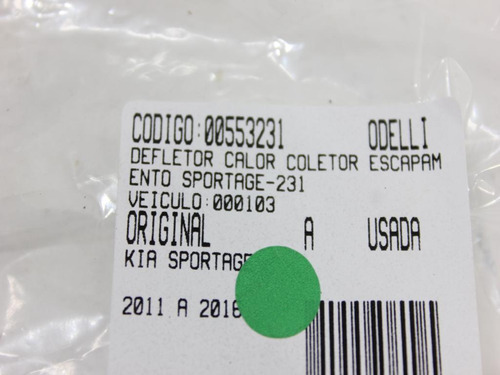 CODIGO:00553231 ODELLI
DEFLETOR CALOR COLETOR ESCAPAM
ENTO SPORTAGE-231
VEICULO:000103
ORIGINAL A USADA
KIA SPORTAGE
2011 A 2016